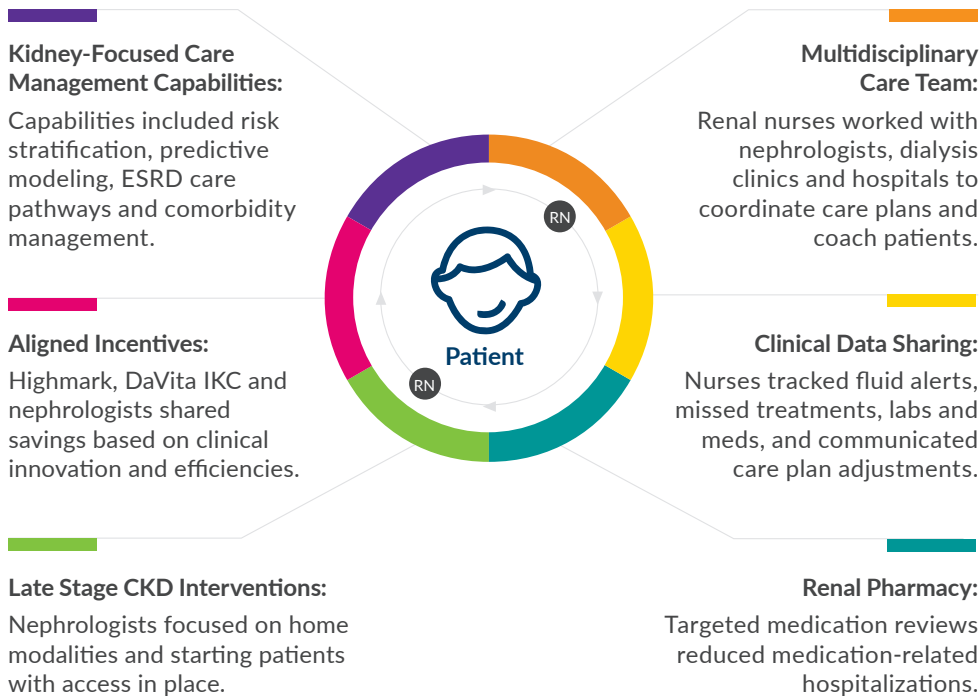 Kidney-Focused Care
Management Capabilities:
Capabilities included risk
stratification, predictive
modeling, ESRD care
pathways and comorbidity
management.
Multidisciplinary
Care Team:
Renal nurses worked with
nephrologists, dialysis
clinics and hospitals to
coordinate care plans and
coach patients.
RN
Patient
RN
Aligned Incentives:
Highmark, DaVita IKC and
nephrologists shared
savings based on clinical
innovation and efficiencies.
Clinical Data Sharing:
Nurses tracked fluid alerts,
missed treatments, labs and
meds, and communicated
care plan adjustments.
Late Stage CKD Interventions:
Nephrologists focused on home
modalities and starting patients
with access in place.
Renal Pharmacy:
Targeted medication reviews
reduced medication-related
hospitalizations.